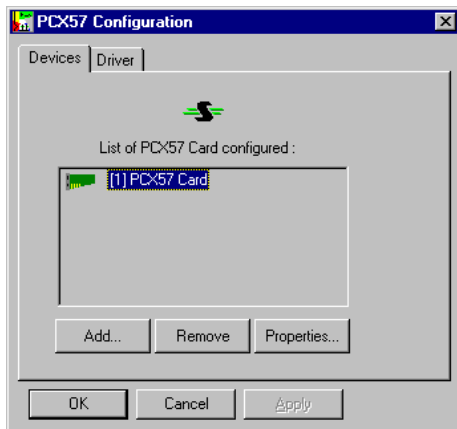 PCX57 Configuration
Devices Driver
List of PCX57 Card configured :
[1] PCX57 Card
Add... Remove Properties...
OK Cancel Apply